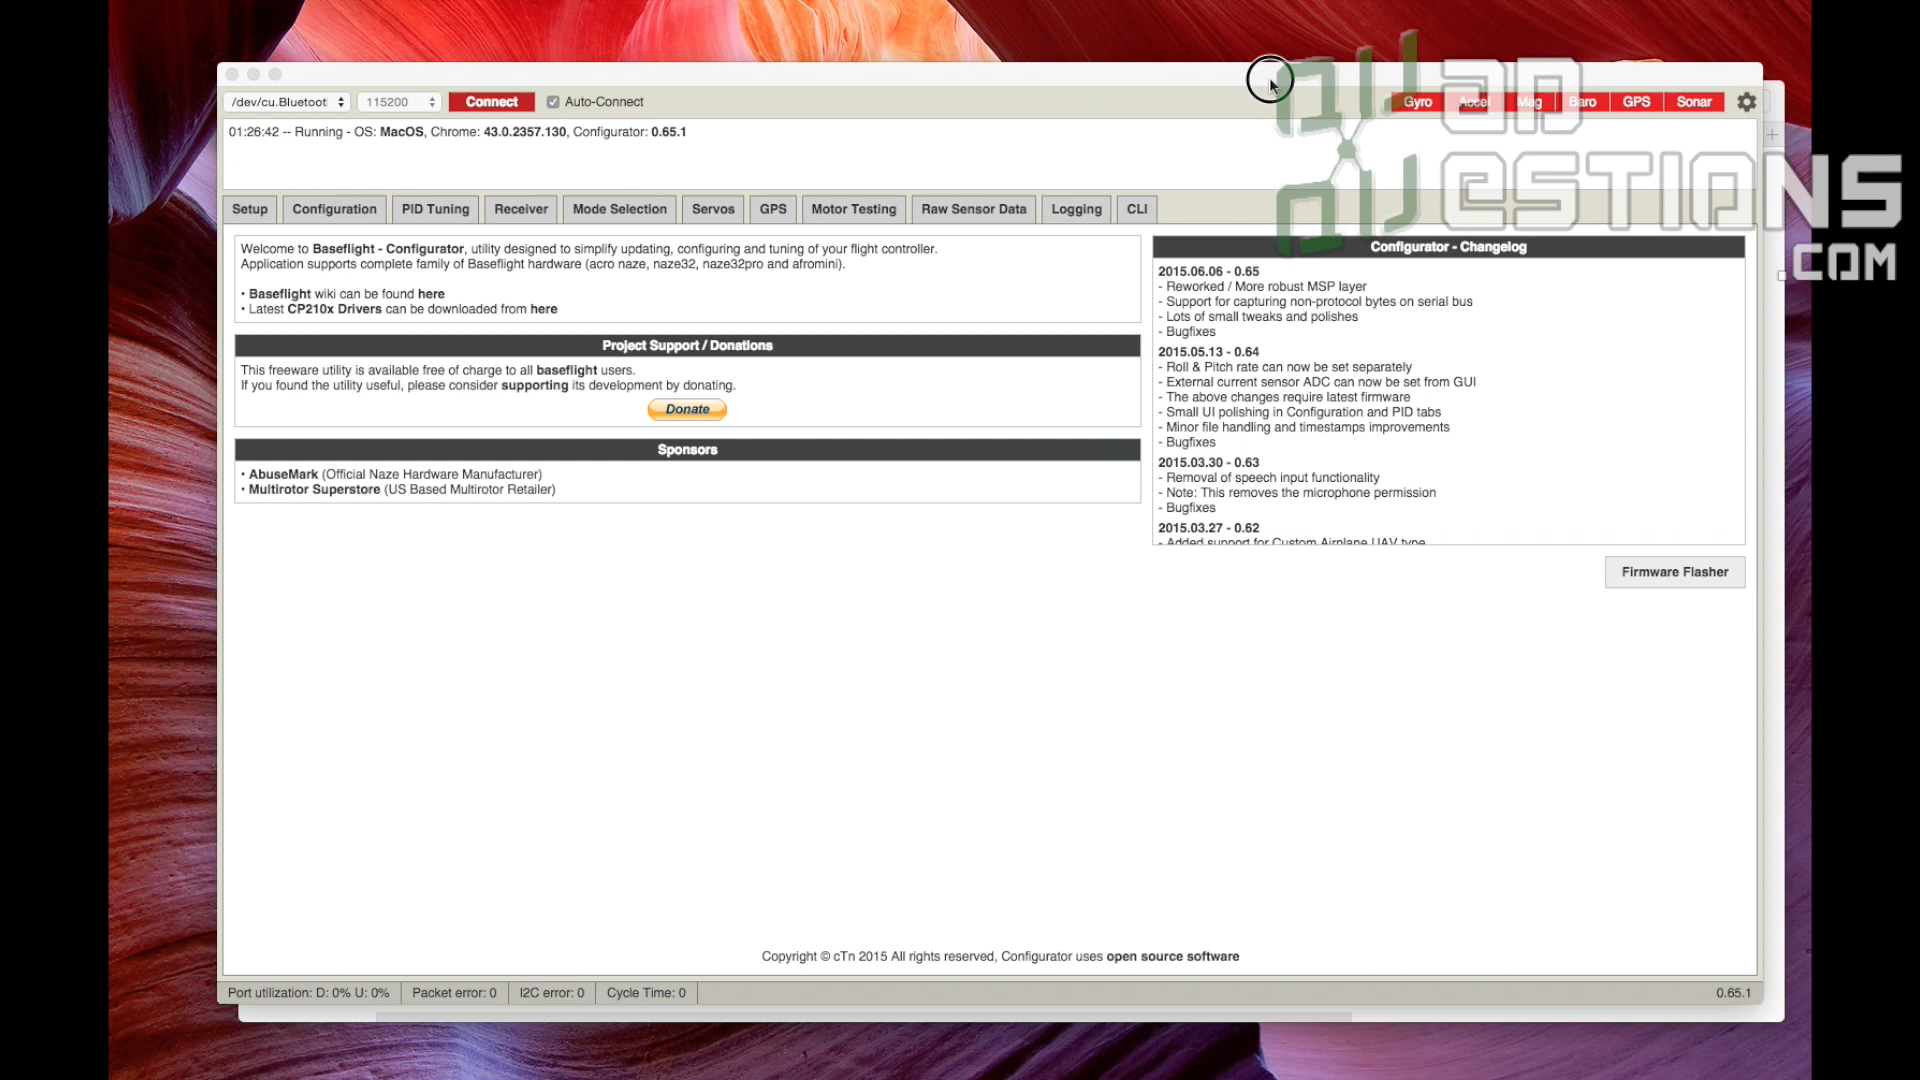 /dev/cu.Bluetoot 115200 Connect Auto-Connect Gyro Accel Mag Baro GPS Sonar
01:26:42 -- Running - OS: MacOS, Chrome: 43.0.2357.130, Configurator: 0.65.1
QUAD
QUESTIONS
.COM
Setup Configuration PID Tuning Receiver Mode Selection Servos GPS Motor Testing Raw Sensor Data Logging CLI
Welcome to Baseflight - Configurator, utility designed to simplify updating, configuring and tuning of your flight controller.
Application supports complete family of Baseflight hardware (acro naze, naze32, naze32pro and afromini).
• Baseflight wiki can be found here
• Latest CP210x Drivers can be downloaded from here
Project Support / Donations
This freeware utility is available free of charge to all baseflight users.
If you found the utility useful, please consider supporting its development by donating.
Donate
Sponsors
• AbuseMark (Official Naze Hardware Manufacturer)
• Multirotor Superstore (US Based Multirotor Retailer)
Configurator - Changelog
2015.06.06 - 0.65
- Reworked / More robust MSP layer
- Support for capturing non-protocol bytes on serial bus
- Lots of small tweaks and polishes
- Bugfixes
2015.05.13 - 0.64
- Roll & Pitch rate can now be set separately
- External current sensor ADC can now be set from GUI
- The above changes require latest firmware
- Small UI polishing in Configuration and PID tabs
- Minor file handling and timestamps improvements
- Bugfixes
2015.03.30 - 0.63
- Removal of speech input functionality
- Note: This removes the microphone permission
- Bugfixes
2015.03.27 - 0.62
- Added support for Custom Airplane UAV type
Firmware Flasher
Copyright © cTn 2015 All rights reserved, Configurator uses open source software
Port utilization: D: 0% U: 0% Packet error: 0 I2C error: 0 Cycle Time: 0 0.65.1